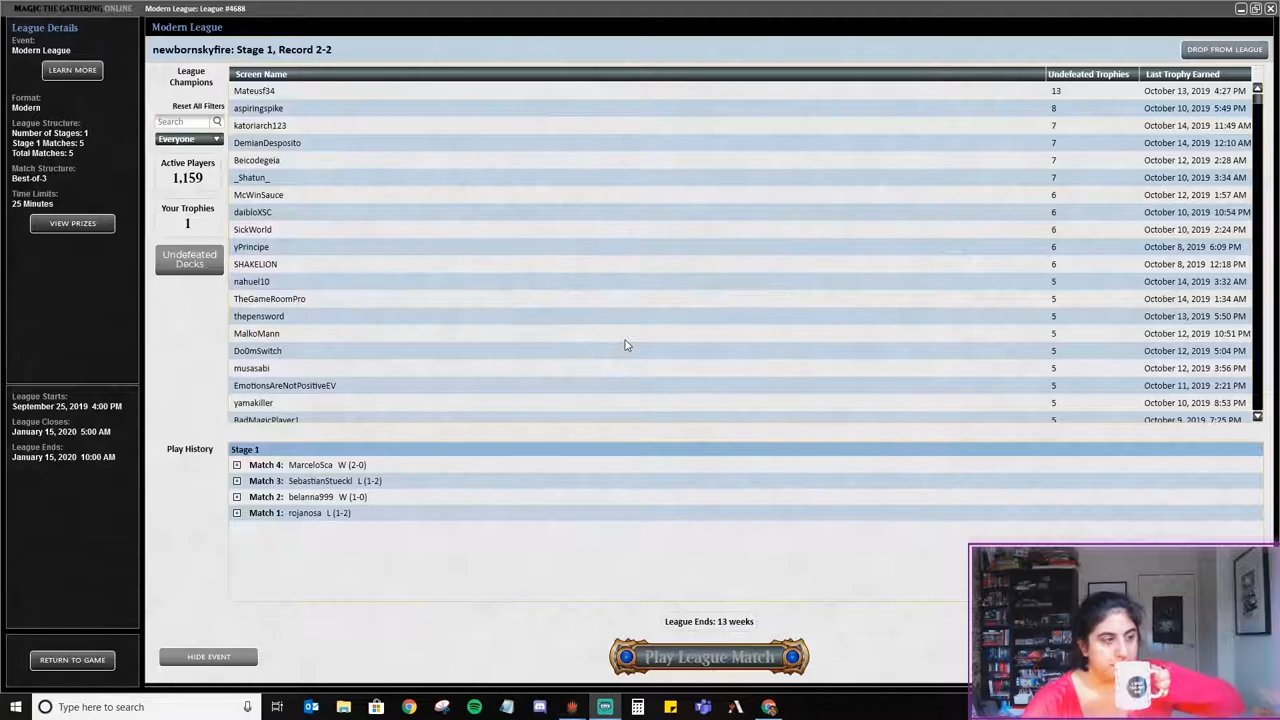 MAGIC THE GATHERING ONLINE
Modern League: League #4688
League Details
Event:
Modern League
LEARN MORE
Format:
Modern
League Structure:
Number of Stages: 1
Stage 1 Matches: 5
Total Matches: 5
Match Structure:
Best-of-3
Time Limits:
25 Minutes
VIEW PRIZES
League Starts:
September 25, 2019 4:00 PM
League Closes:
January 15, 2020 5:00 AM
League Ends:
January 15, 2020 10:00 AM
RETURN TO GAME
Modern League
newbornskyfire: Stage 1, Record 2-2
DROP FROM LEAGUE
League Champions
Reset All Filters
Search
Everyone
Active Players
1,159
Your Trophies
1
Undefeated Decks
Screen Name Undefeated Trophies Last Trophy Earned
Mateusf34 13 October 13, 2019 4:27 PM
aspiringspike 8 October 10, 2019 5:49 PM
katoriarch123 7 October 14, 2019 11:49 AM
DemianDesposito 7 October 14, 2019 12:10 AM
Beicodegeia 7 October 12, 2019 2:28 AM
_Shatun_ 7 October 10, 2019 3:34 AM
McWinSauce 6 October 12, 2019 1:57 AM
daibloXSC 6 October 10, 2019 10:54 PM
SickWorld 6 October 10, 2019 2:24 PM
yPrincipe 6 October 8, 2019 6:09 PM
SHAKELION 6 October 8, 2019 12:18 PM
nahuel10 5 October 14, 2019 3:32 AM
TheGameRoomPro 5 October 14, 2019 1:34 AM
thepensword 5 October 13, 2019 5:50 PM
MalkoMann 5 October 12, 2019 10:51 PM
Do0mSwitch 5 October 12, 2019 5:04 PM
musasabi 5 October 12, 2019 3:56 PM
EmotionsAreNotPositiveEV 5 October 11, 2019 2:21 PM
yamakiller 5 October 10, 2019 8:53 PM
BadMagicPlayer1 5 October 9, 2019 7:25 PM
Play History
Stage 1
Match 4: MarceloSca W (2-0)
Match 3: SebastianStueckl L (1-2)
Match 2: belanna999 W (1-0)
Match 1: rojanosa L (1-2)
League Ends: 13 weeks
HIDE EVENT
Play League Match
Type here to search